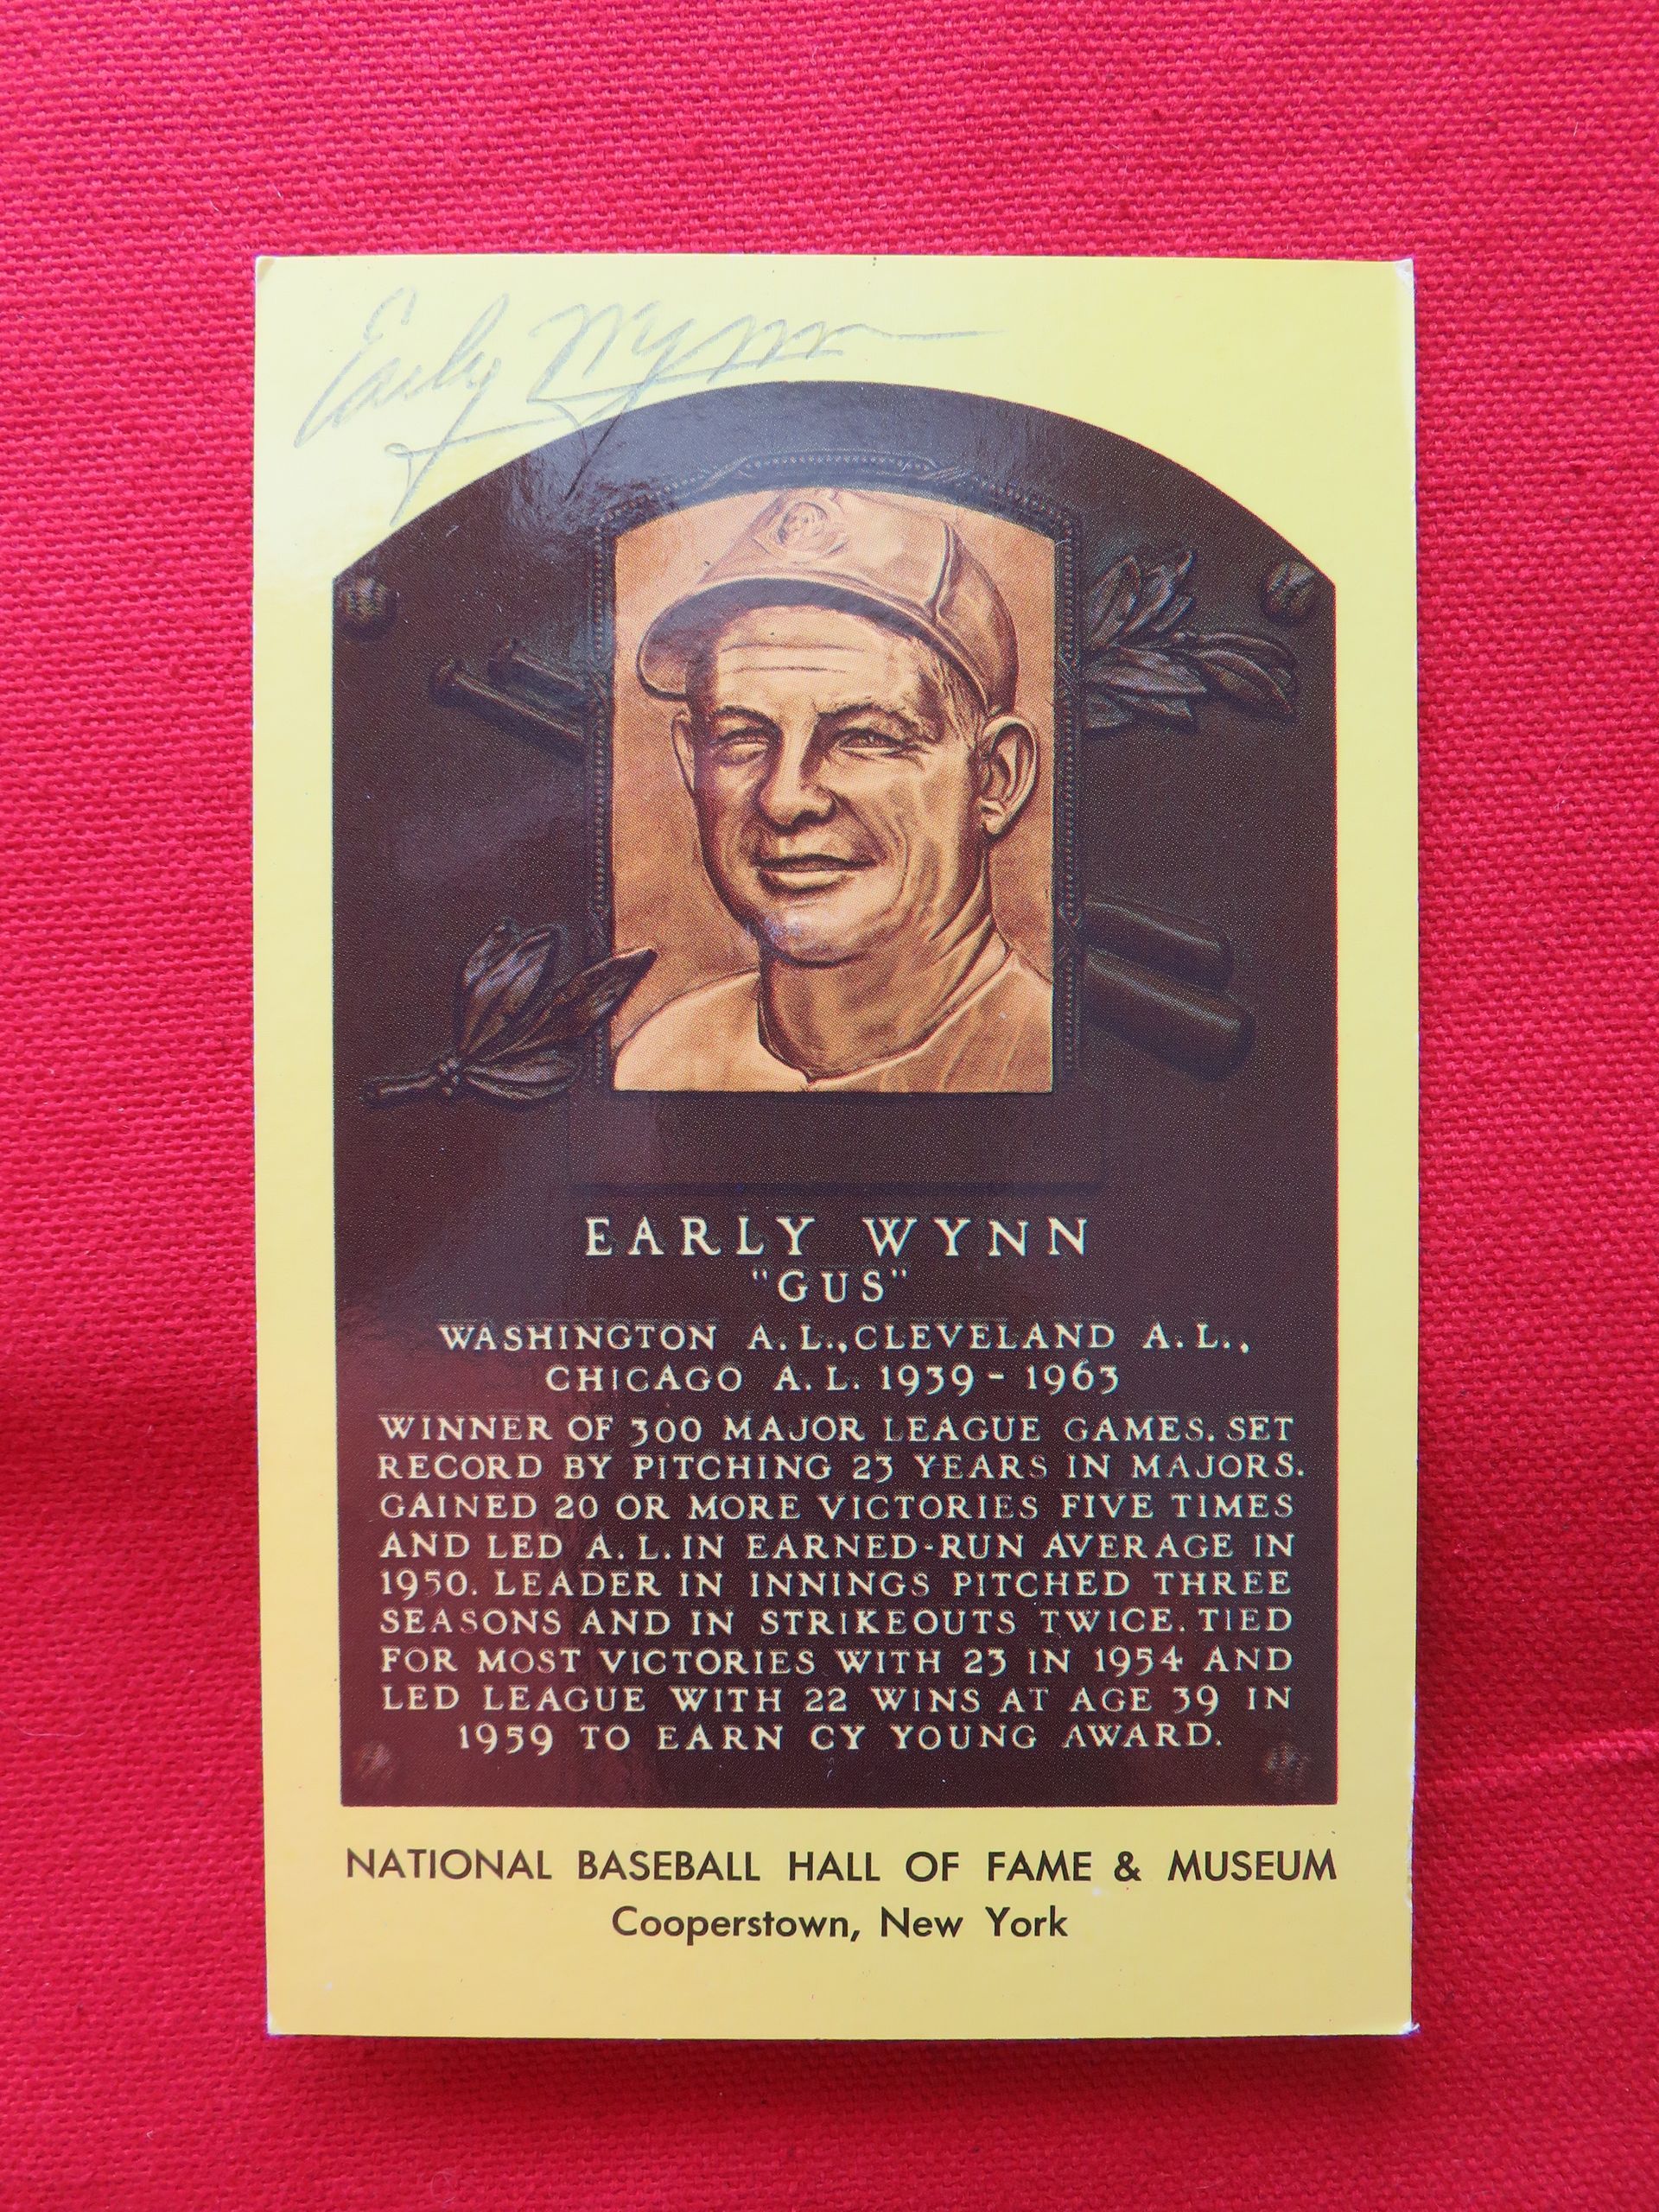 Early Wynn
EARLY WYNN
"GUS"
WASHINGTON A.L., CLEVELAND A.L.,
CHICAGO A.L. 1939 - 1963
WINNER OF 300 MAJOR LEAGUE GAMES. SET
RECORD BY PITCHING 23 YEARS IN MAJORS.
GAINED 20 OR MORE VICTORIES FIVE TIMES
AND LED A.L. IN EARNED-RUN AVERAGE IN
1950. LEADER IN INNINGS PITCHED THREE
SEASONS AND IN STRIKEOUTS TWICE. TIED
FOR MOST VICTORIES WITH 23 IN 1954 AND
LED LEAGUE WITH 22 WINS AT AGE 39 IN
1959 TO EARN CY YOUNG AWARD.
NATIONAL BASEBALL HALL OF FAME & MUSEUM
Cooperstown, New York